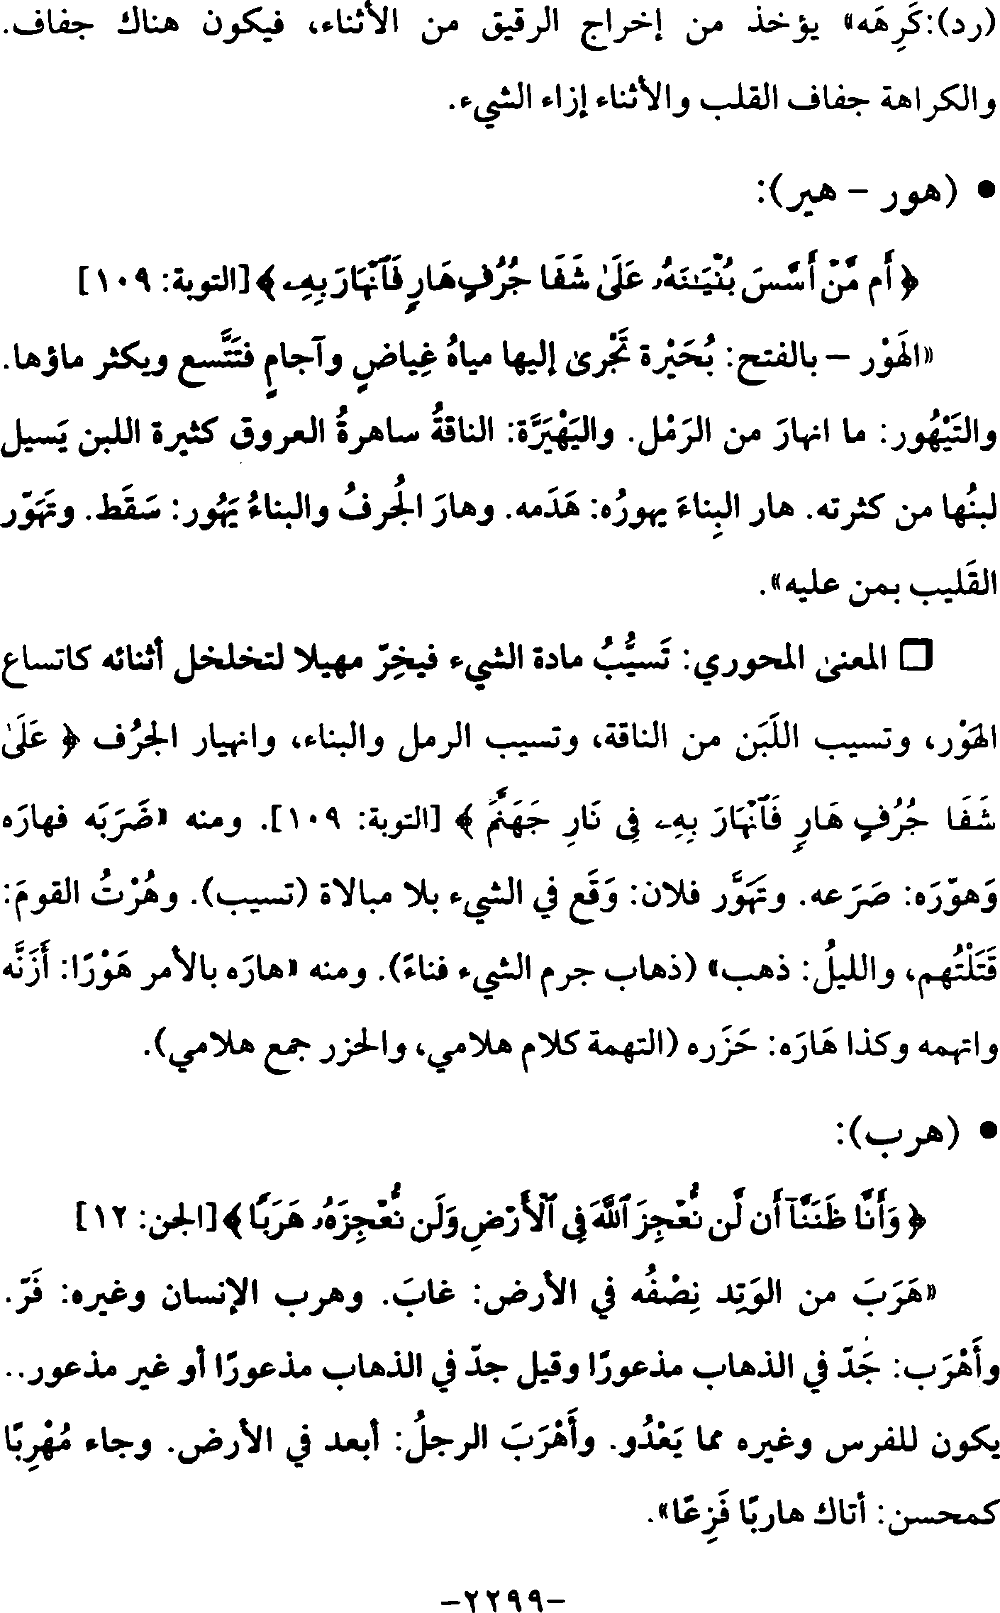 (رد):كَرِهَه» يؤخذ من إخراج الرقيق من الأثناء، فيكون هناك جفاف.
والكراهة جفاف القلب والأثناء إزاء الشيء.
• (هور – هير):
﴿ أَم مَّنْ أَسَّسَ بُنْيَـٰنَهُۥ عَلَىٰ شَفَا جُرُفٍ هَارٍ فَٱنْهَارَ بِهِۦ ﴾ [التوبة: ١٠٩]
«الهَوْر – بالفتح: بُحَيْرة تَجْرى إليها مياهُ غِياضٍ وآجامٍ فتَتَّسع ويكثر ماؤها.
والتَيْهُور: ما انهارَ من الرَمْل. واليَهْيَرَّة: الناقةُ ساهرةُ العروق كثيرة اللبن يَسيل
لبنُها من كثرته. هار البِناءَ يهورُه: هَدَمه. وهارَ الجُرفُ والبناءُ يَهُور: سَقَط. وتَهَوّر
القَليب بمن عليه».
□ المعنى المحوري: تَسيُّبُ مادة الشيء فيخِرّ مهيلا لتخلخل أثنائه كاتساع
الهَوْر، وتسيب اللَبَن من الناقة، وتسيب الرمل والبناء، وانهيار الجرُف ﴿ عَلَىٰ
شَفَا جُرُفٍ هَارٍ فَٱنْهَارَ بِهِۦ فِى نَارِ جَهَنَّمَ ﴾ [التوبة: ١٠٩]. ومنه «ضَرَبَه فهارَه
وَهوّرَه: صَرَعه. وتَهَوَّر فلان: وَقَع في الشيء بلا مبالاة (تسيب). وهُرْتُ القومَ:
قَتَلْتُهم، والليلُ: ذهب» (ذهاب جرم الشيء فناءً). ومنه «هارَه بالأمر هَوْرًا: أَزَنَّه
واتهمه وكذا هَارَه: حَزَره (التهمة كلام هلامي، والحزر جمع هلامي).
• (هرب):
﴿ وَأَنَّا ظَنَنَّآ أَن لَّن نُّعْجِزَ ٱللَّهَ فِى ٱلْأَرْضِ وَلَن نُّعْجِزَهُۥ هَرَبًا ﴾ [الجن: ١٢]
«هَرَبَ من الوَتِد نِصْفُه في الأرض: غابَ. وهرب الإنسان وغيره: فَرّ.
وأَهْرَب: جَدّ في الذهاب مذعورًا وقيل جدّ في الذهاب مذعورًا أو غير مذعور..
يكون للفرس وغيره مما يَعْدُو. وأَهْرَبَ الرجلُ: أبعد في الأرض. وجاء مُهْرِبًا
كمحسن: أتاك هاربًا فَزِعًا».
-٢٢٩٩-